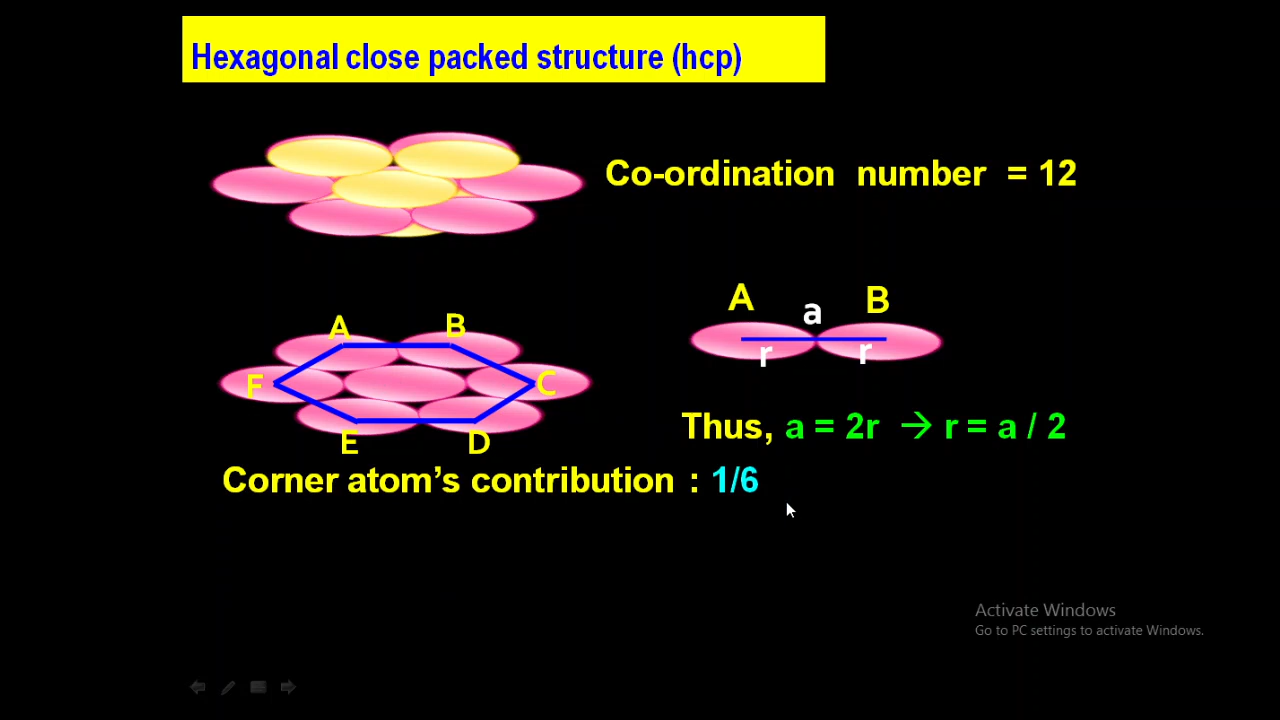 Hexagonal close packed structure (hcp)
Co-ordination number = 12
A a B
r r
A B
F C
E D
Thus, a = 2r → r = a / 2
Corner atom’s contribution : 1/6
Activate Windows
Go to PC settings to activate Windows.